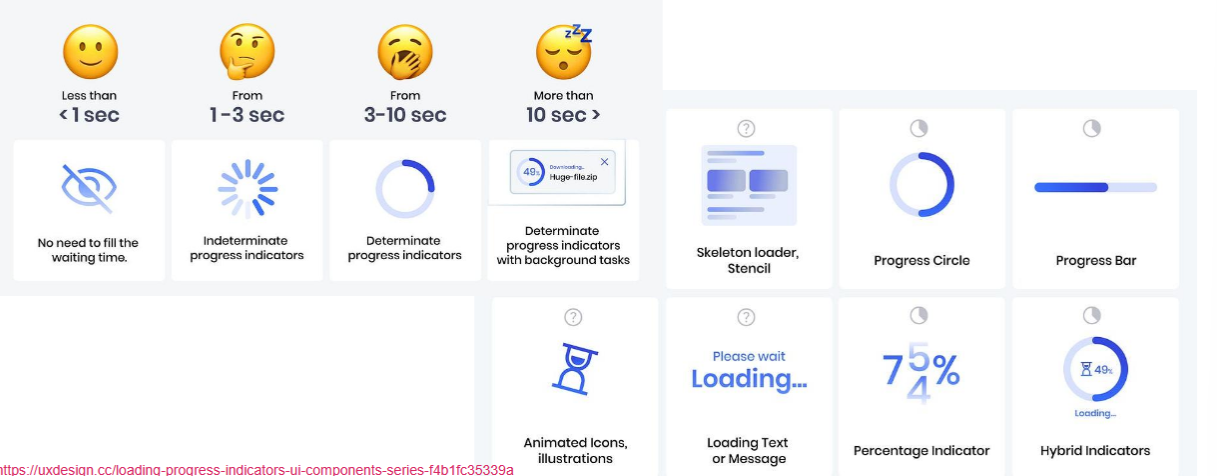 zZZ
Less than
< 1 sec
From
1-3 sec
From
3-10 sec
More than
10 sec >
No need to fill the
waiting time.
Indeterminate
progress indicators
Determinate
progress indicators
49%
Downloading...
Huge-file.zip
Determinate
progress indicators
with background tasks
?
Skeleton loader,
Stencil
Progress Circle
Progress Bar
?
Animated Icons,
illustrations
?
Please wait
Loading...
Loading Text
or Message
7 5 %
4
Percentage Indicator
49%
Loading...
Hybrid Indicators
https://uxdesign.cc/loading-progress-indicators-ui-components-series-f4b1fc35339a